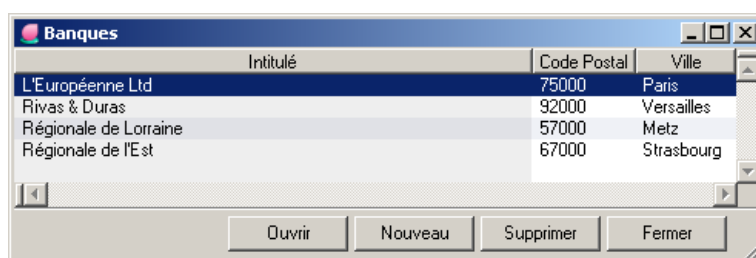 Banques
Intitulé Code Postal Ville
L'Européenne Ltd 75000 Paris
Rivas & Duras 92000 Versailles
Régionale de Lorraine 57000 Metz
Régionale de l'Est 67000 Strasbourg
Ouvrir Nouveau Supprimer Fermer